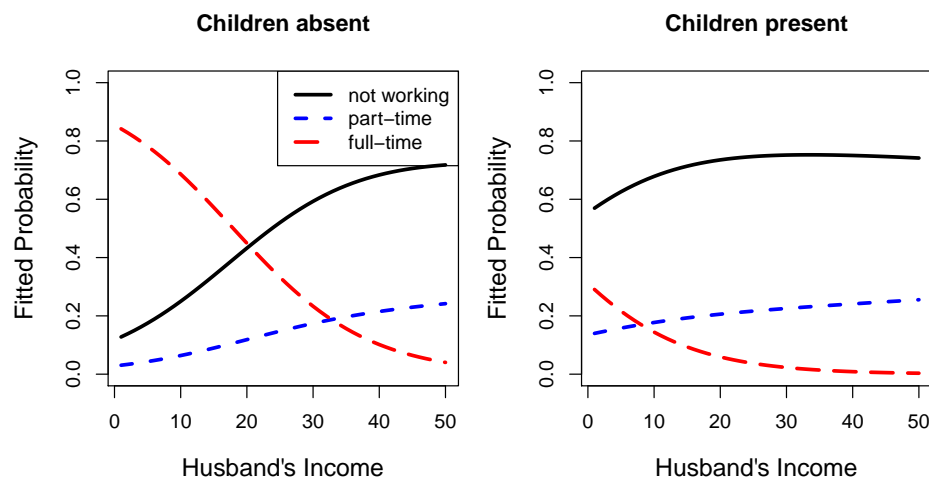 Children absent
Fitted Probability
1.0
0.8
0.6
0.4
0.2
0.0
not working
part−time
full−time
0 10 20 30 40 50
Husband's Income
Children present
Fitted Probability
1.0
0.8
0.6
0.4
0.2
0.0
0 10 20 30 40 50
Husband's Income